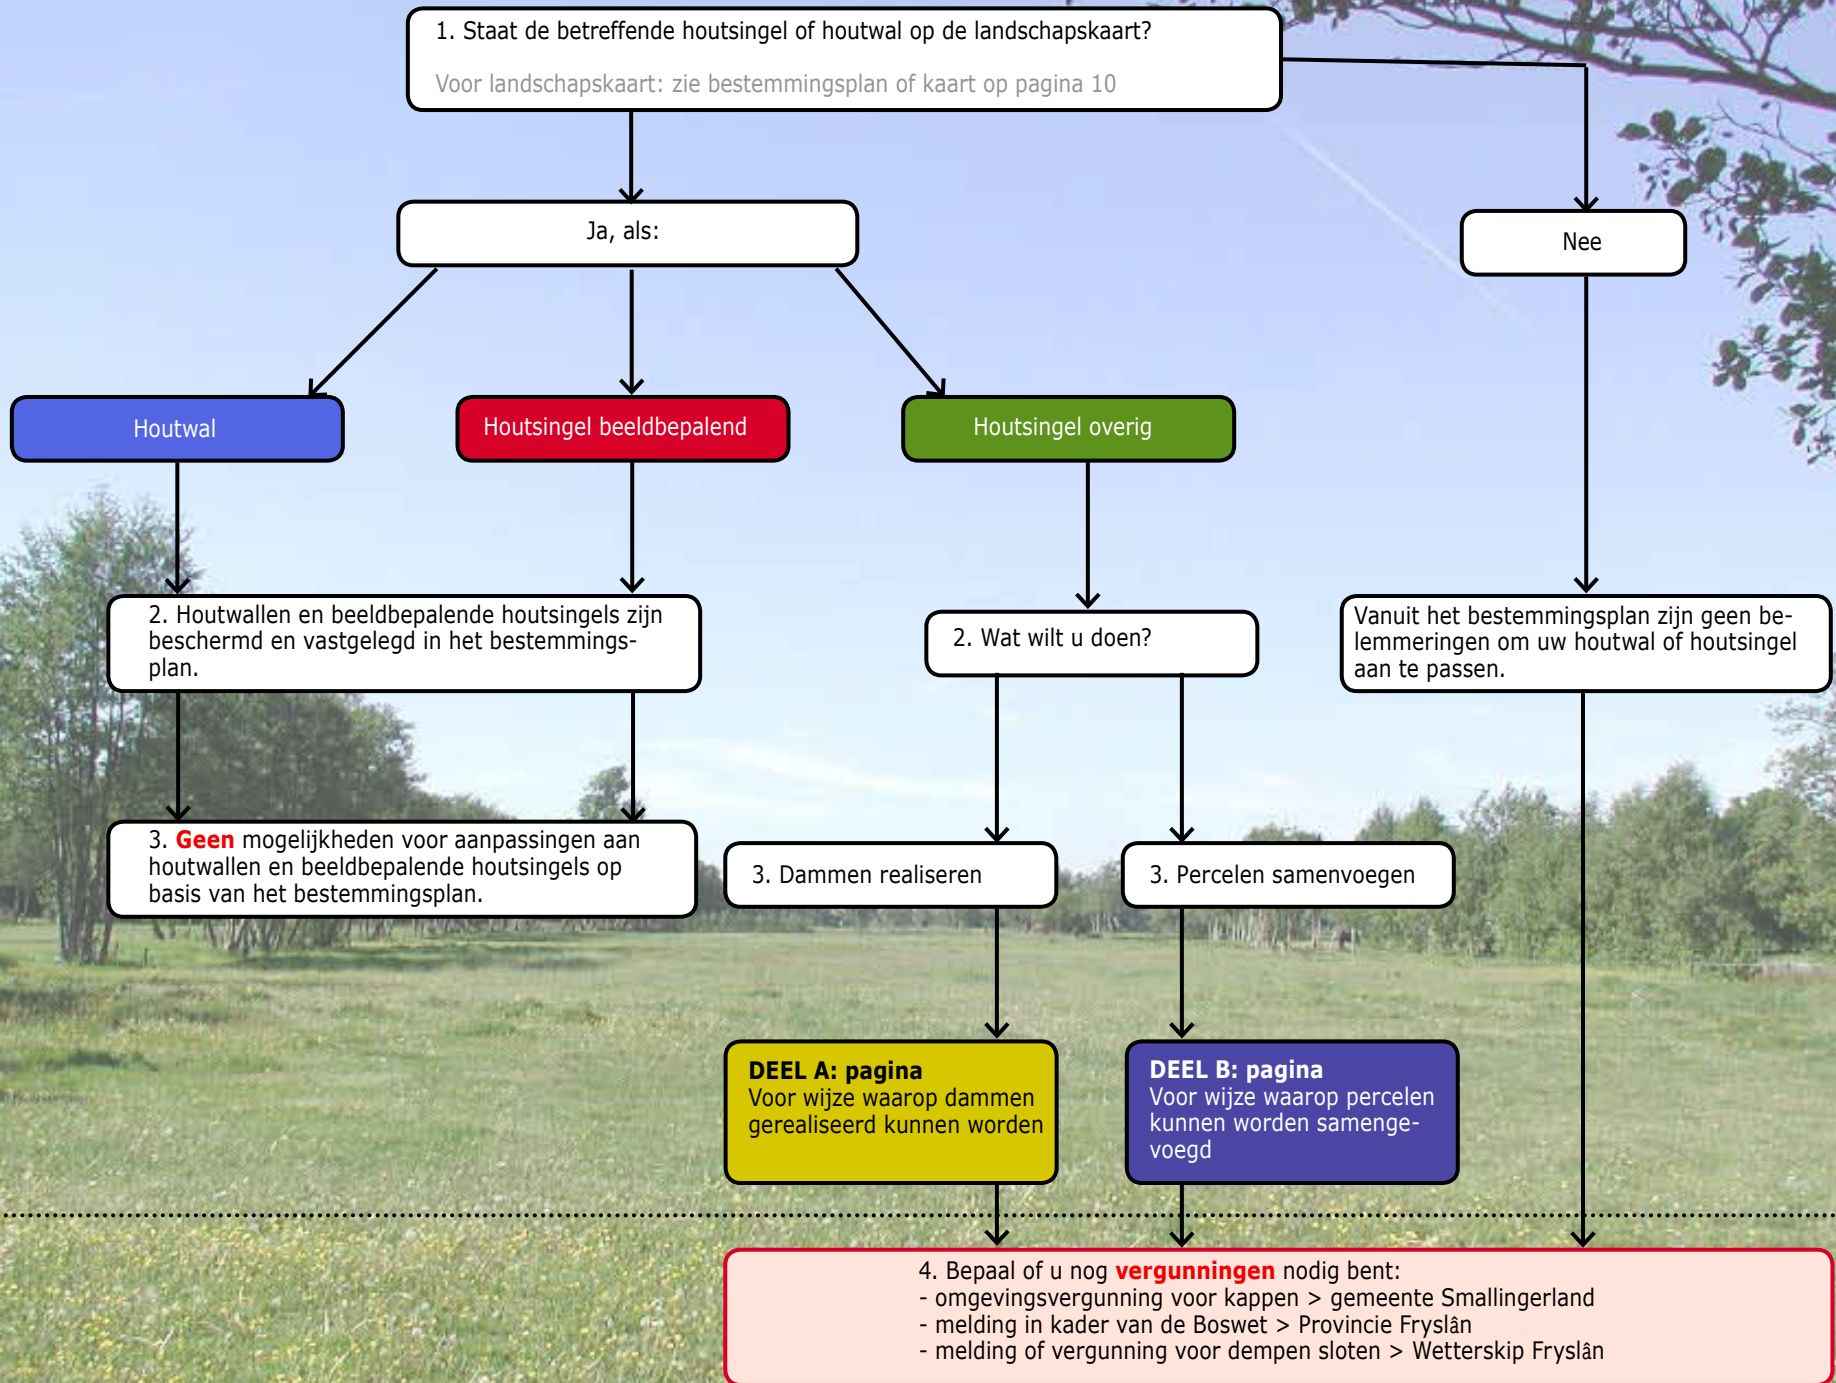 1. Staat de betreffende houtsingel of houtwal op de landschapskaart?
Voor landschapskaart: zie bestemmingsplan of kaart op pagina 10
Ja, als:
Nee
Houtwal
Houtsingel beeldbepalend
Houtsingel overig
2. Houtwallen en beeldbepalende houtsingels zijn
beschermd en vastgelegd in het bestemmings-
plan.
2. Wat wilt u doen?
Vanuit het bestemmingsplan zijn geen be-
lemmeringen om uw houtwal of houtsingel
aan te passen.
3. Geen mogelijkheden voor aanpassingen aan
houtwallen en beeldbepalende houtsingels op
basis van het bestemmingsplan.
3. Dammen realiseren
3. Percelen samenvoegen
DEEL A: pagina
Voor wijze waarop dammen
gerealiseerd kunnen worden
DEEL B: pagina
Voor wijze waarop percelen
kunnen worden samenge-
voegd
4. Bepaal of u nog vergunningen nodig bent:
- omgevingsvergunning voor kappen > gemeente Smallingerland
- melding in kader van de Boswet > Provincie Fryslân
- melding of vergunning voor dempen sloten > Wetterskip Fryslân